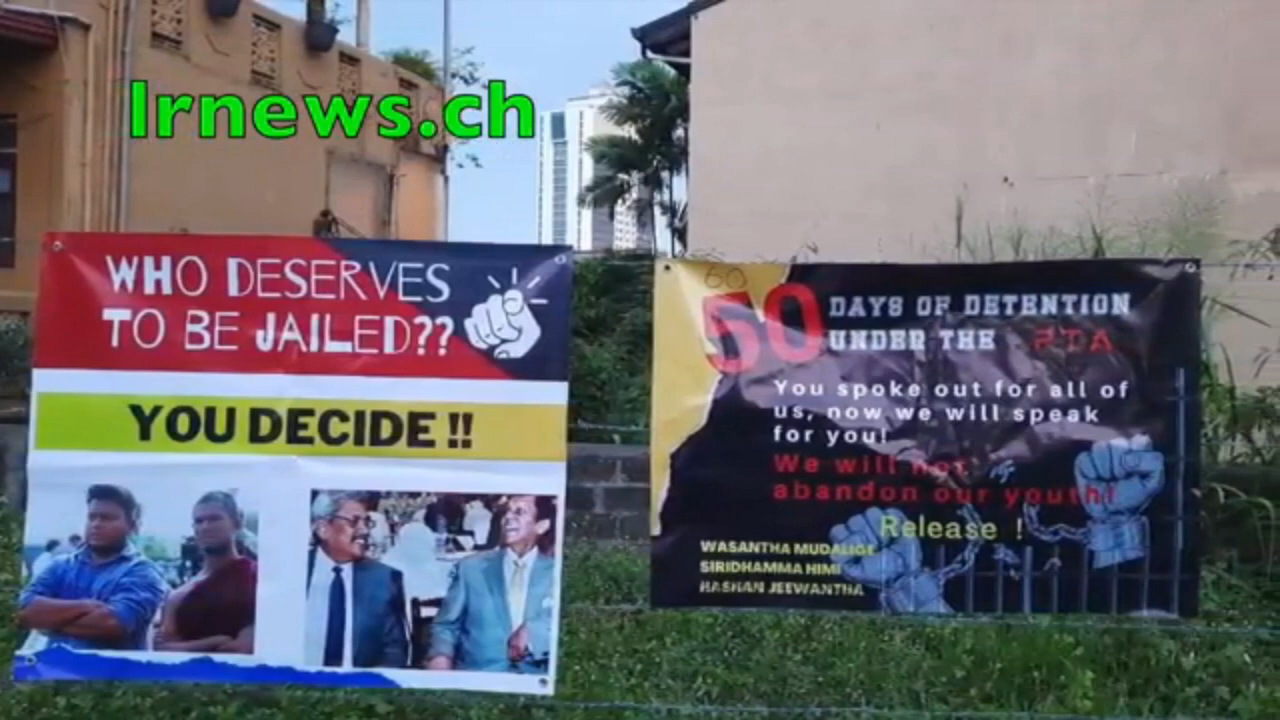 lrnews.ch
WHO DESERVES
TO BE JAILED??
YOU DECIDE !!
60
50 DAYS OF DETENTION
UNDER THE PTA
You spoke out for all of
us, now we will speak
for you!
We will not
abandon our youth!
Release !
WASANTHA MUDALIGE
SIRIDHAMMA HIMI
HASHAN JEEWANTHA